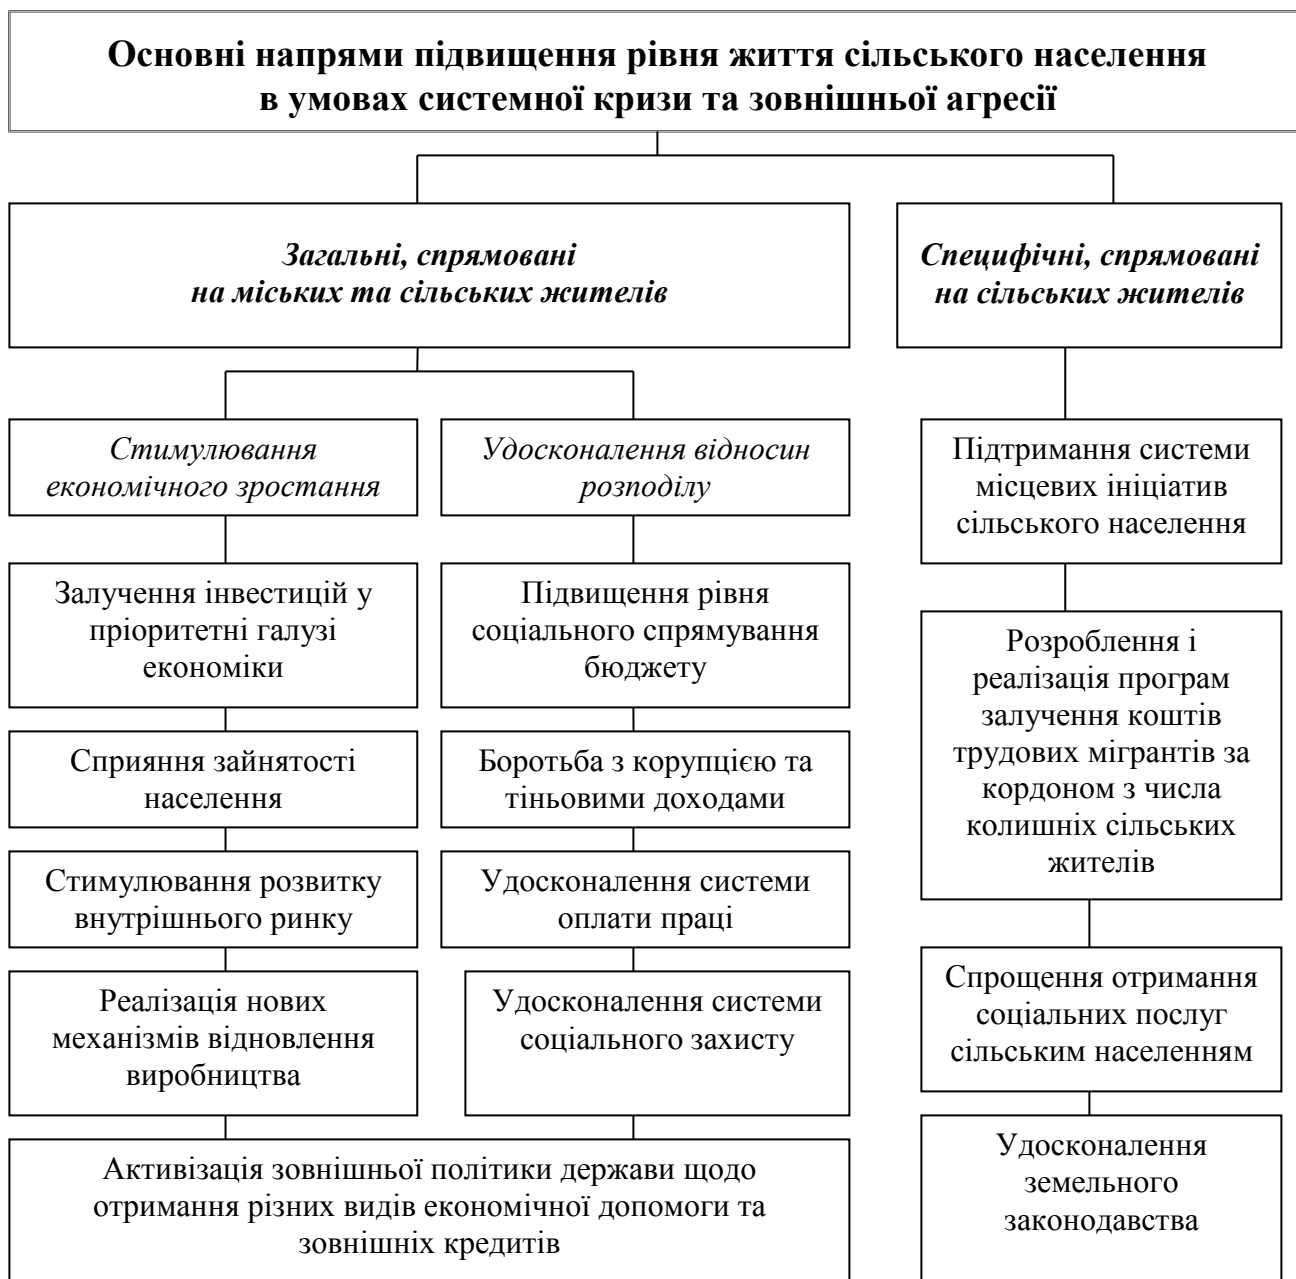 Основні напрями підвищення рівня життя сільського населення
в умовах системної кризи та зовнішньої агресії
Загальні, спрямовані
на міських та сільських жителів
Специфічні, спрямовані
на сільських жителів
Стимулювання
економічного зростання
Удосконалення відносин
розподілу
Підтримання системи
місцевих ініціатив
сільського населення
Залучення інвестицій у
пріоритетні галузі
економіки
Підвищення рівня
соціального спрямування
бюджету
Розроблення і
реалізація програм
залучення коштів
трудових мігрантів за
кордоном з числа
колишніх сільських
жителів
Сприяння зайнятості
населення
Боротьба з корупцією та
тіньовими доходами
Стимулювання розвитку
внутрішнього ринку
Удосконалення системи
оплати праці
Реалізація нових
механізмів відновлення
виробництва
Удосконалення системи
соціального захисту
Спрощення отримання
соціальних послуг
сільським населенням
Активізація зовнішньої політики держави щодо
отримання різних видів економічної допомоги та
зовнішніх кредитів
Удосконалення
земельного
законодавства